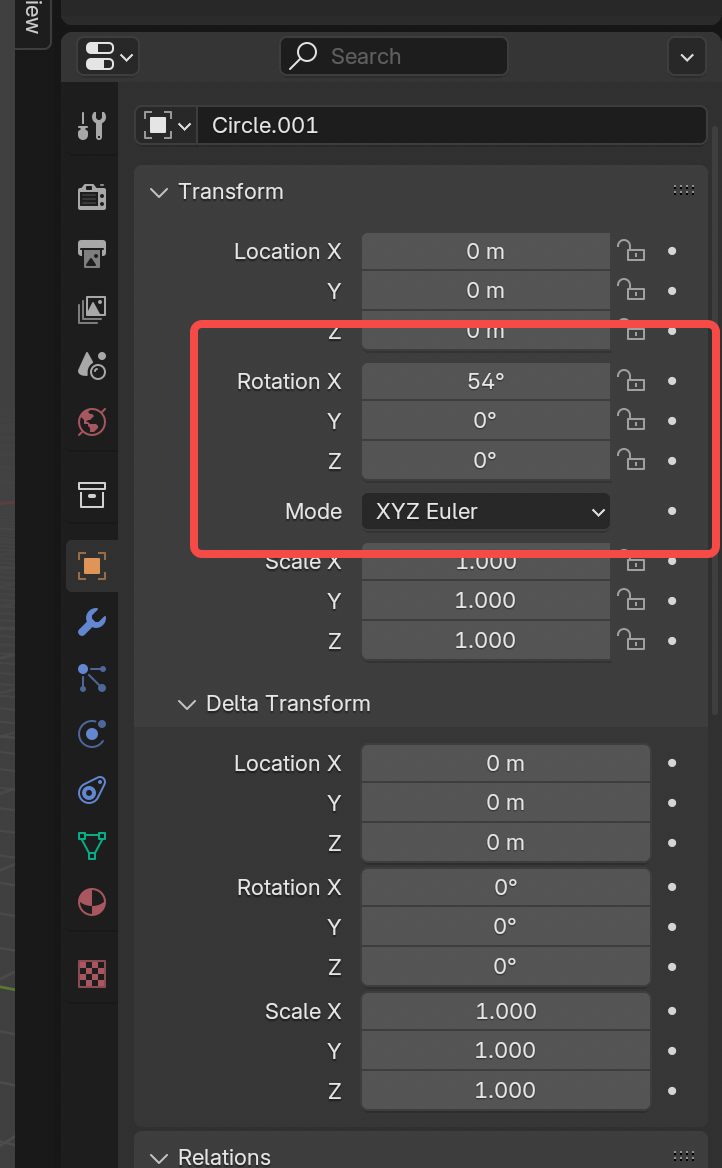 iew
Search
Circle.001
Transform
Location X 0 m
Y 0 m
Z 0 m
Rotation X 54°
Y 0°
Z 0°
Mode XYZ Euler
Scale X 1.000
Y 1.000
Z 1.000
Delta Transform
Location X 0 m
Y 0 m
Z 0 m
Rotation X 0°
Y 0°
Z 0°
Scale X 1.000
Y 1.000
Z 1.000
Relations